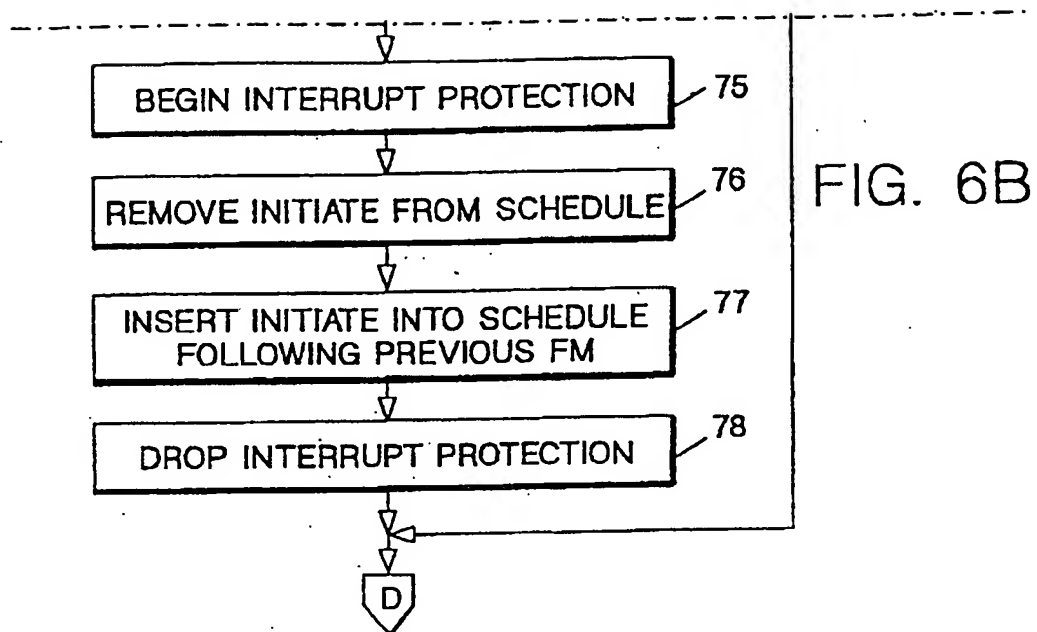 BEGIN INTERRUPT PROTECTION
75
REMOVE INITIATE FROM SCHEDULE
76
FIG. 6B
INSERT INITIATE INTO SCHEDULE
FOLLOWING PREVIOUS FM
77
DROP INTERRUPT PROTECTION
78
D